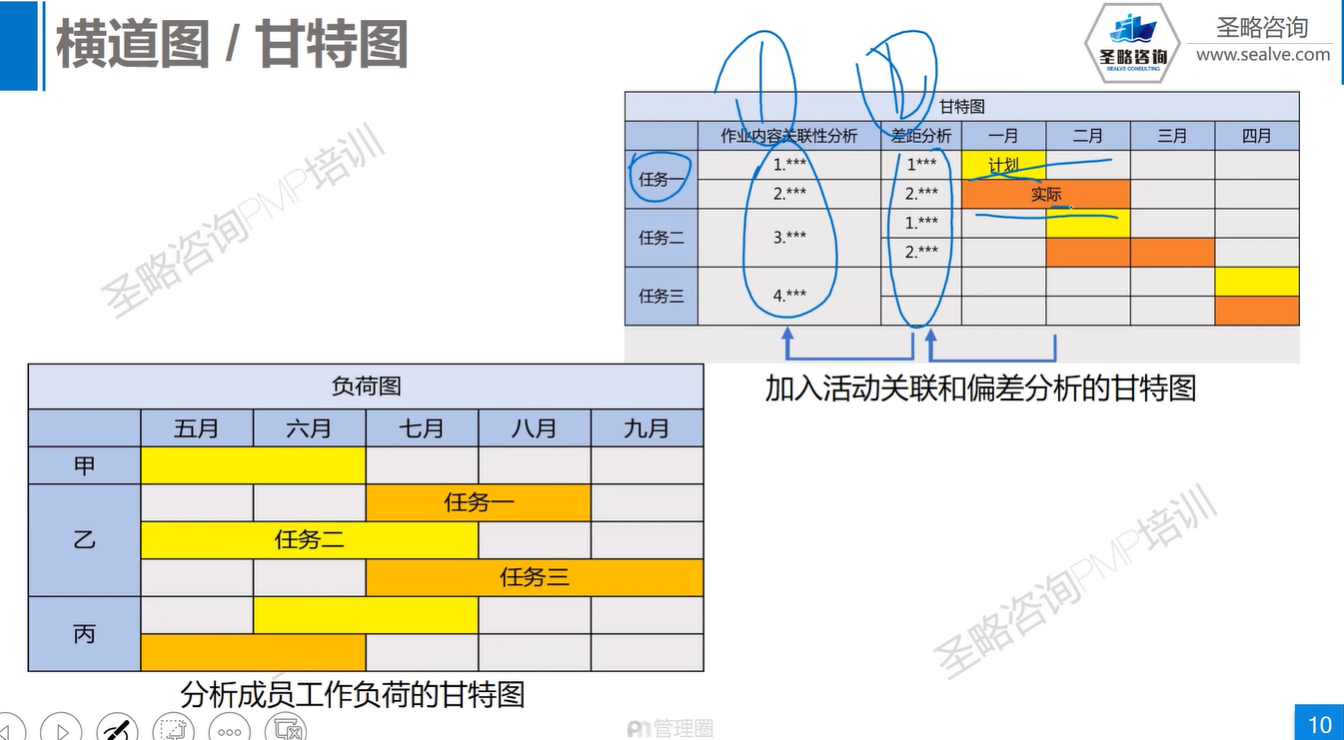 横道图 / 甘特图
圣略咨询
SEALVE CONSULTING
圣略咨询
www.sealve.com
甘特图
作业内容关联性分析 差距分析 一月 二月 三月 四月
任务一 1.*** 1*** 计划
2.*** 2.*** 实际
任务二 3.*** 1.***
2.***
任务三 4.***
加入活动关联和偏差分析的甘特图
负荷图
五月 六月 七月 八月 九月
甲
乙 任务一
任务二
任务三
丙
分析成员工作负荷的甘特图
圣略咨询PMP培训
圣略咨询PMP培训
管理圈
10